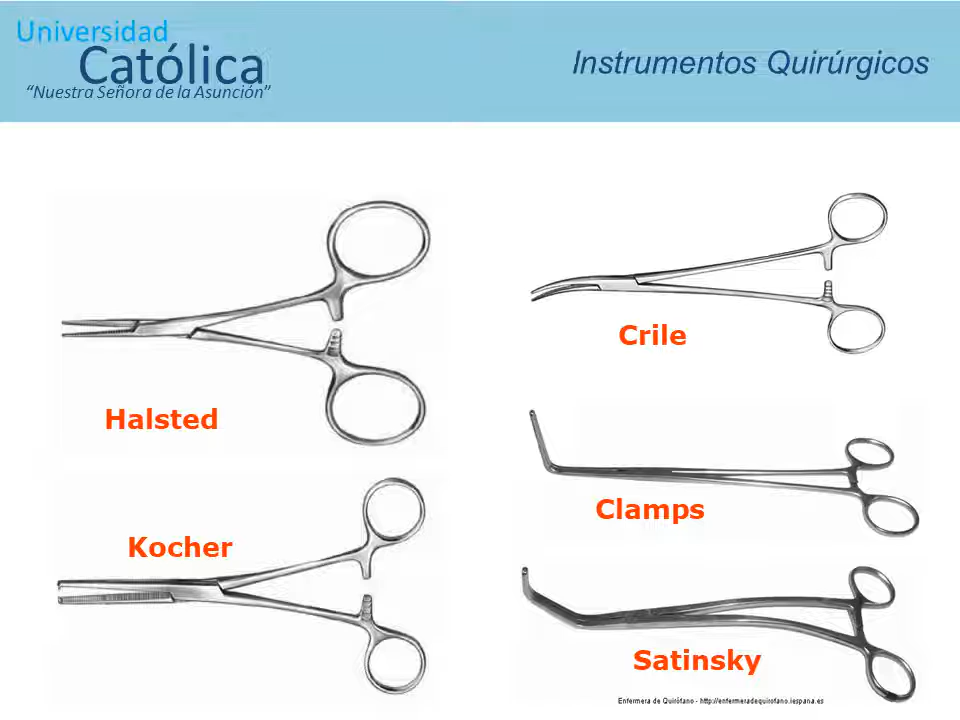 Universidad
Católica
“Nuestra Señora de la Asunción”
Instrumentos Quirúrgicos
Halsted
Crile
Clamps
Kocher
Satinsky
Enfermera de Quirófano - http://enfermeradequirofano.iespana.es